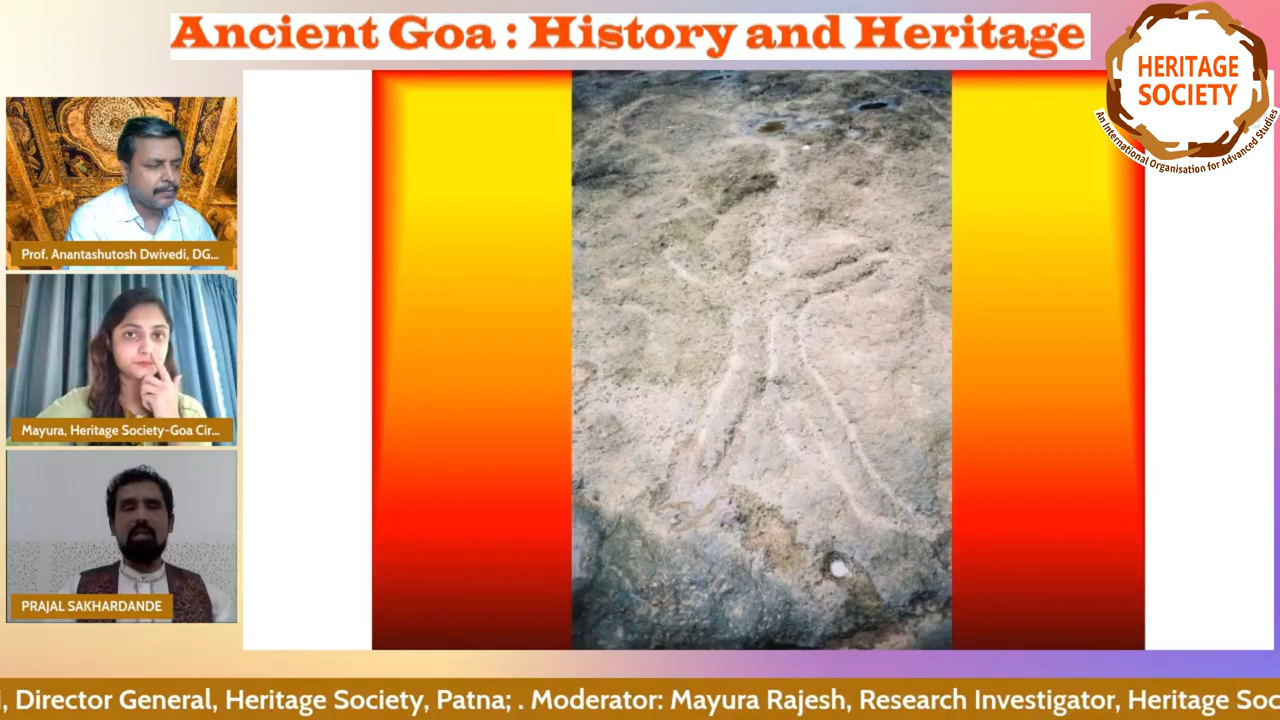 Ancient Goa : History and Heritage
HERITAGE
SOCIETY
An International Organisation for Advanced Studies
Prof. Anantashutosh Dwivedi, DG...
Mayura, Heritage Society-Goa Cir...
PRAJAL SAKHARDANDE
, Director General, Heritage Society, Patna; . Moderator: Mayura Rajesh, Research Investigator, Heritage Soc